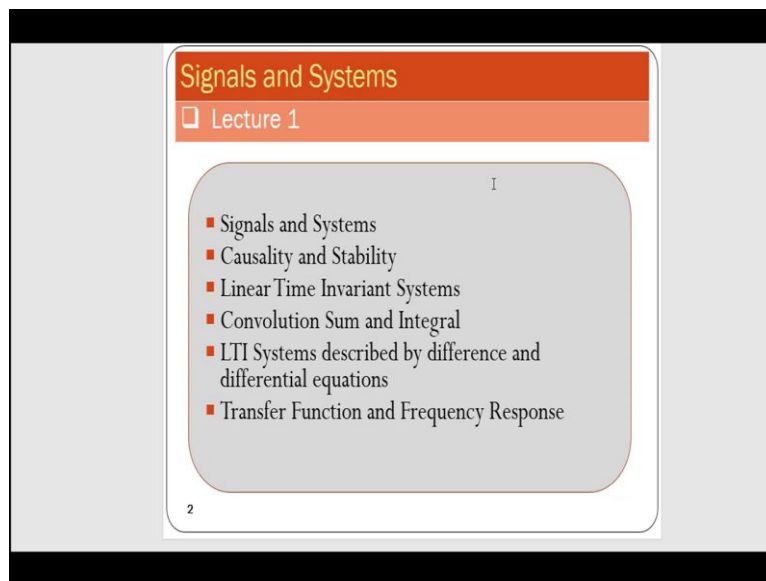 Signals and Systems
Lecture 1
Signals and Systems
Causality and Stability
Linear Time Invariant Systems
Convolution Sum and Integral
LTI Systems described by difference and
differential equations
Transfer Function and Frequency Response
2